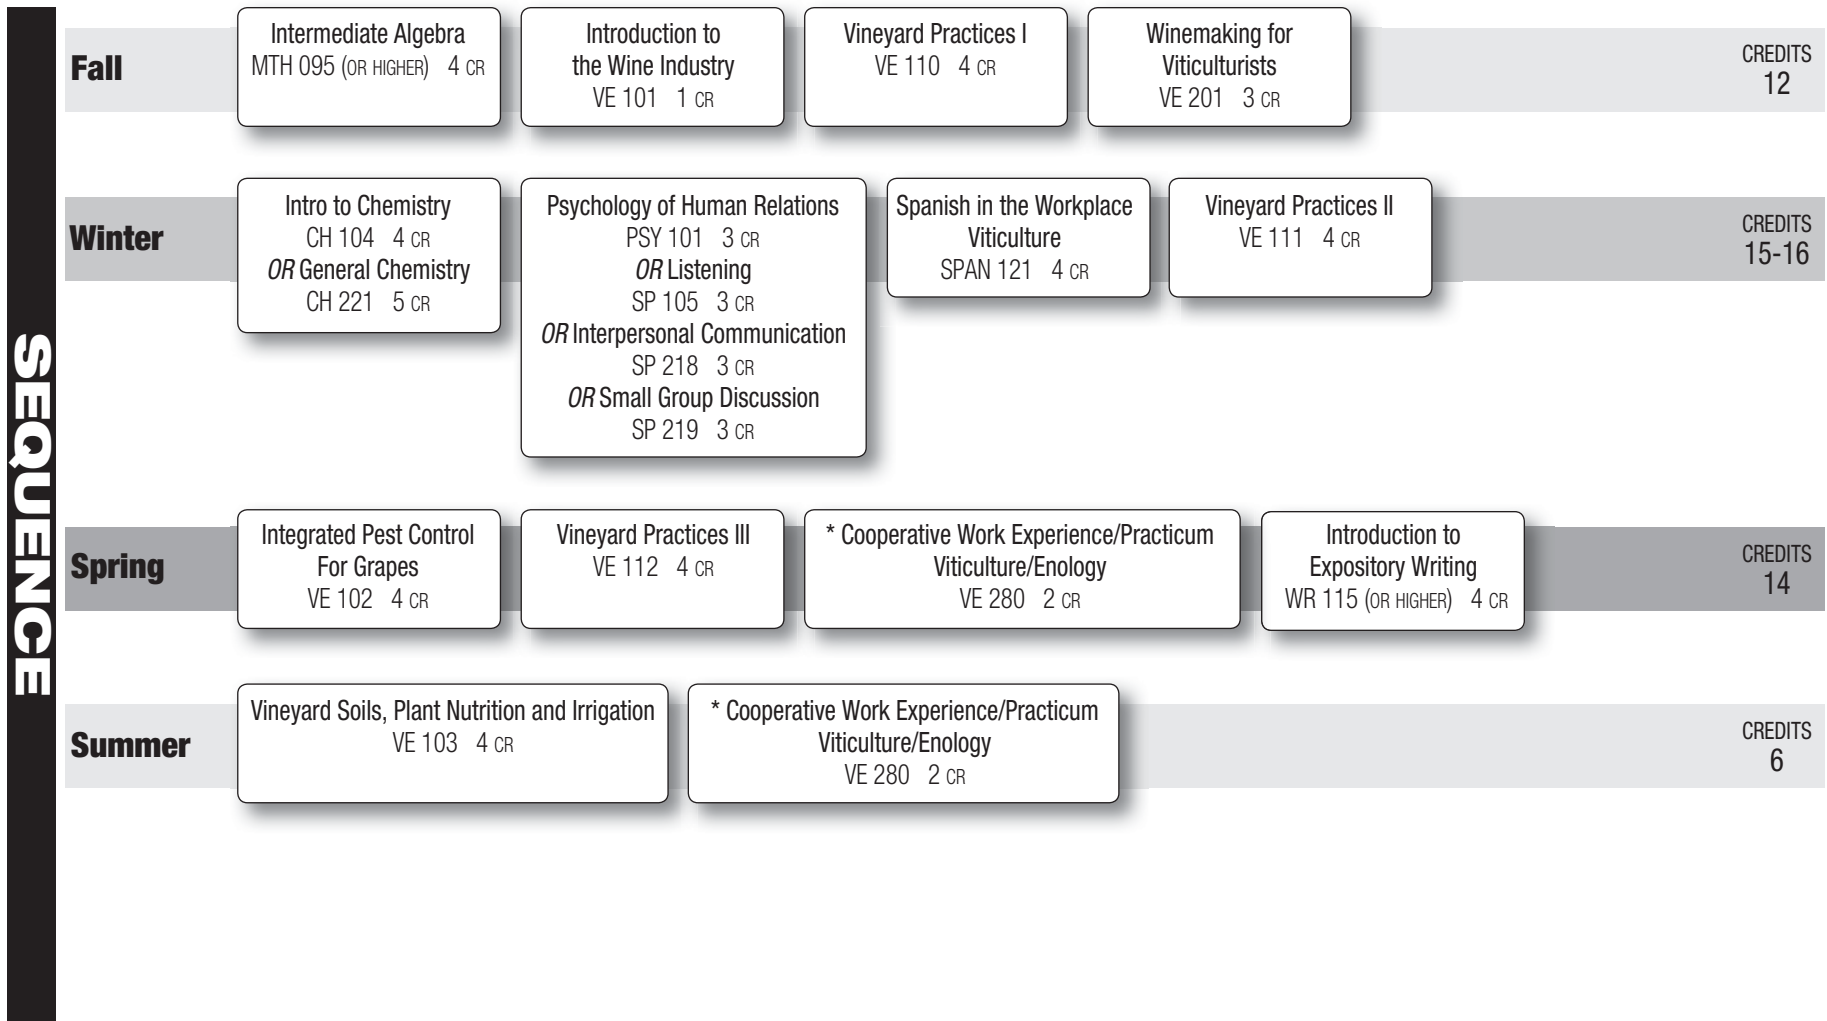 SEQUENCE
Fall
Intermediate Algebra
MTH 095 (OR HIGHER) 4 CR
Introduction to
the Wine Industry
VE 101 1 CR
Vineyard Practices I
VE 110 4 CR
Winemaking for
Viticulturists
VE 201 3 CR
CREDITS
12
Winter
Intro to Chemistry
CH 104 4 CR
OR General Chemistry
CH 221 5 CR
Psychology of Human Relations
PSY 101 3 CR
OR Listening
SP 105 3 CR
OR Interpersonal Communication
SP 218 3 CR
OR Small Group Discussion
SP 219 3 CR
Spanish in the Workplace
Viticulture
SPAN 121 4 CR
Vineyard Practices II
VE 111 4 CR
CREDITS
15-16
Spring
Integrated Pest Control
For Grapes
VE 102 4 CR
Vineyard Practices III
VE 112 4 CR
* Cooperative Work Experience/Practicum
Viticulture/Enology
VE 280 2 CR
Introduction to
Expository Writing
WR 115 (OR HIGHER) 4 CR
CREDITS
14
Summer
Vineyard Soils, Plant Nutrition and Irrigation
VE 103 4 CR
* Cooperative Work Experience/Practicum
Viticulture/Enology
VE 280 2 CR
CREDITS
6